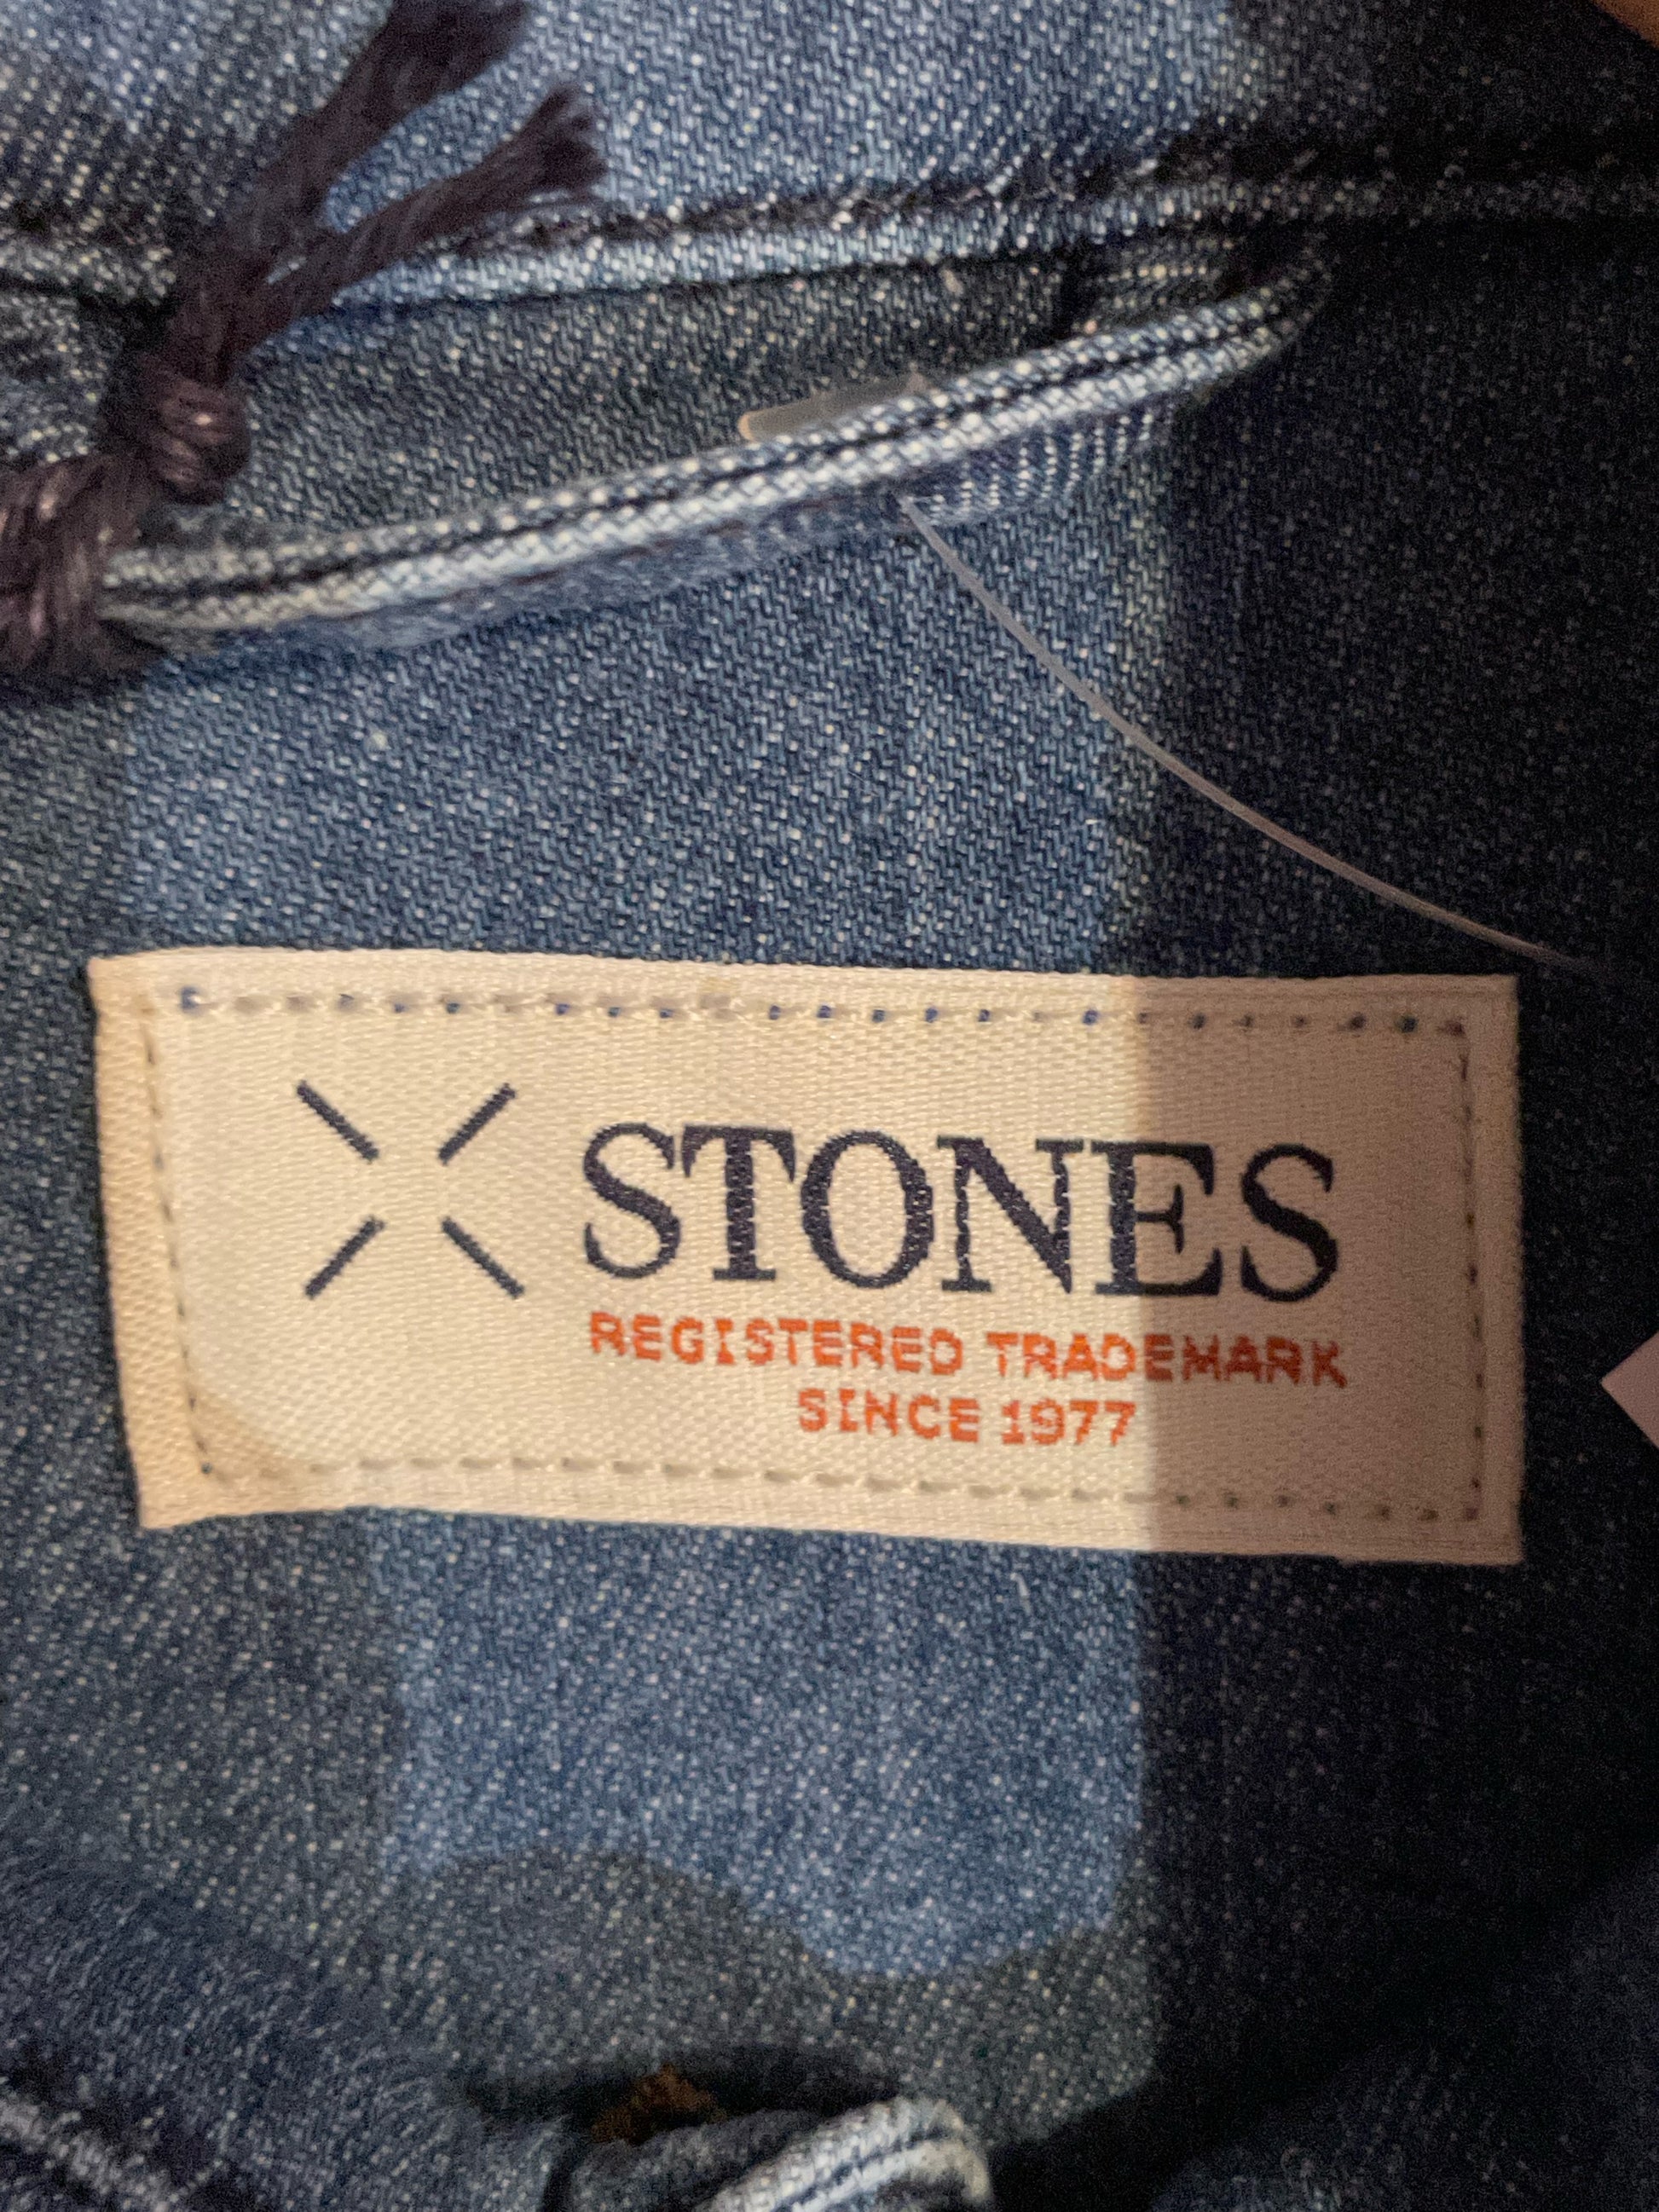 STONES
REGISTERED TRADEMARK
SINCE 1977